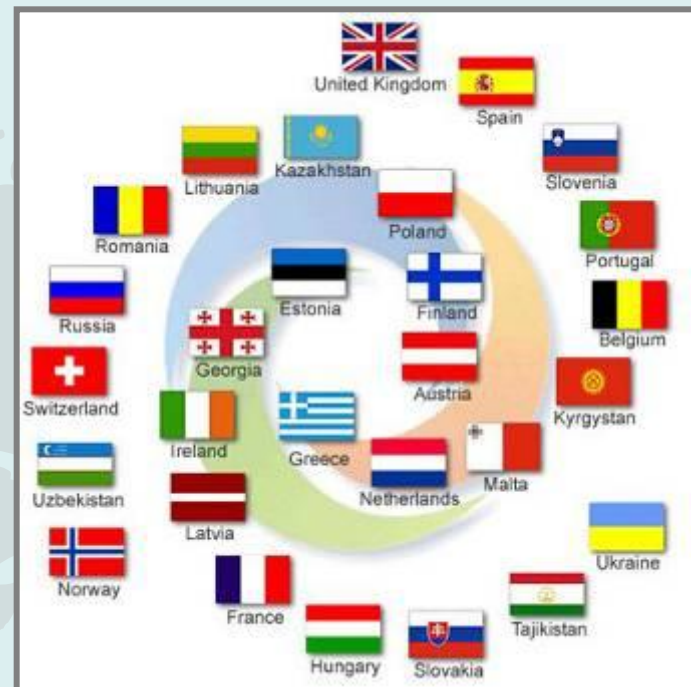 United Kingdom
Spain
Lithuania
Kazakhstan
Slovenia
Poland
Romania
Portugal
Estonia
Finland
Russia
Belgium
Georgia
Austria
Switzerland
Kyrgystan
Ireland
Greece
Malta
Uzbekistan
Netherlands
Latvia
Ukraine
Norway
France
Tajikistan
Hungary
Slovakia